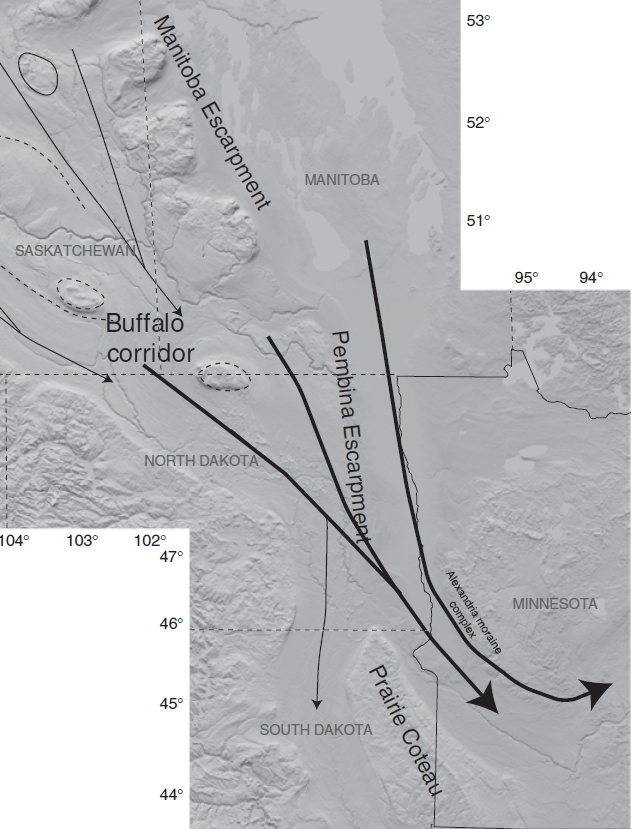 53°
Manitoba Escarpment
52°
MANITOBA
51°
SASKATCHEWAN
95° 94°
Buffalo
corridor
Pembina Escarpment
NORTH DAKOTA
104° 103° 102°
47°
Alexandria moraine
complex
MINNESOTA
46°
Prairie Coteau
45°
SOUTH DAKOTA
44°